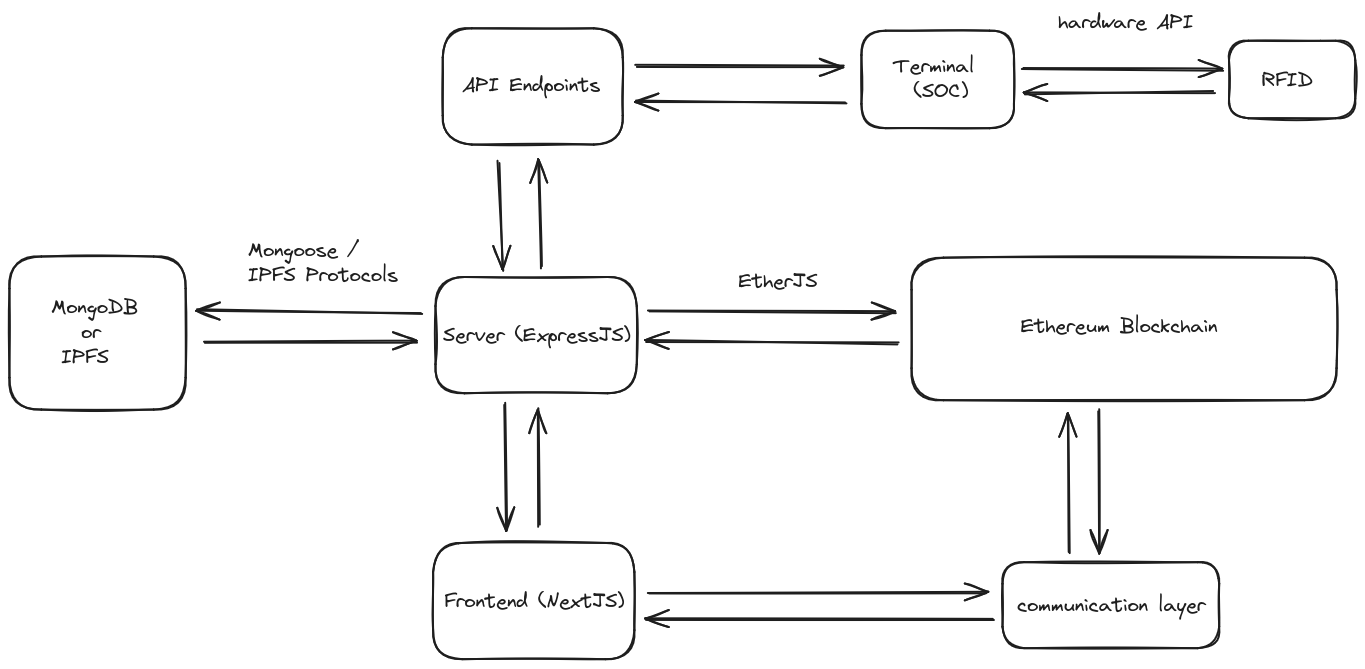 hardware API
API Endpoints
Terminal
(SOC)
RFID
Mongoose /
IPFS Protocols
MongoDB
or
IPFS
Server (ExpressJS)
EtherJS
Ethereum Blockchain
Frontend (NextJS)
communication layer